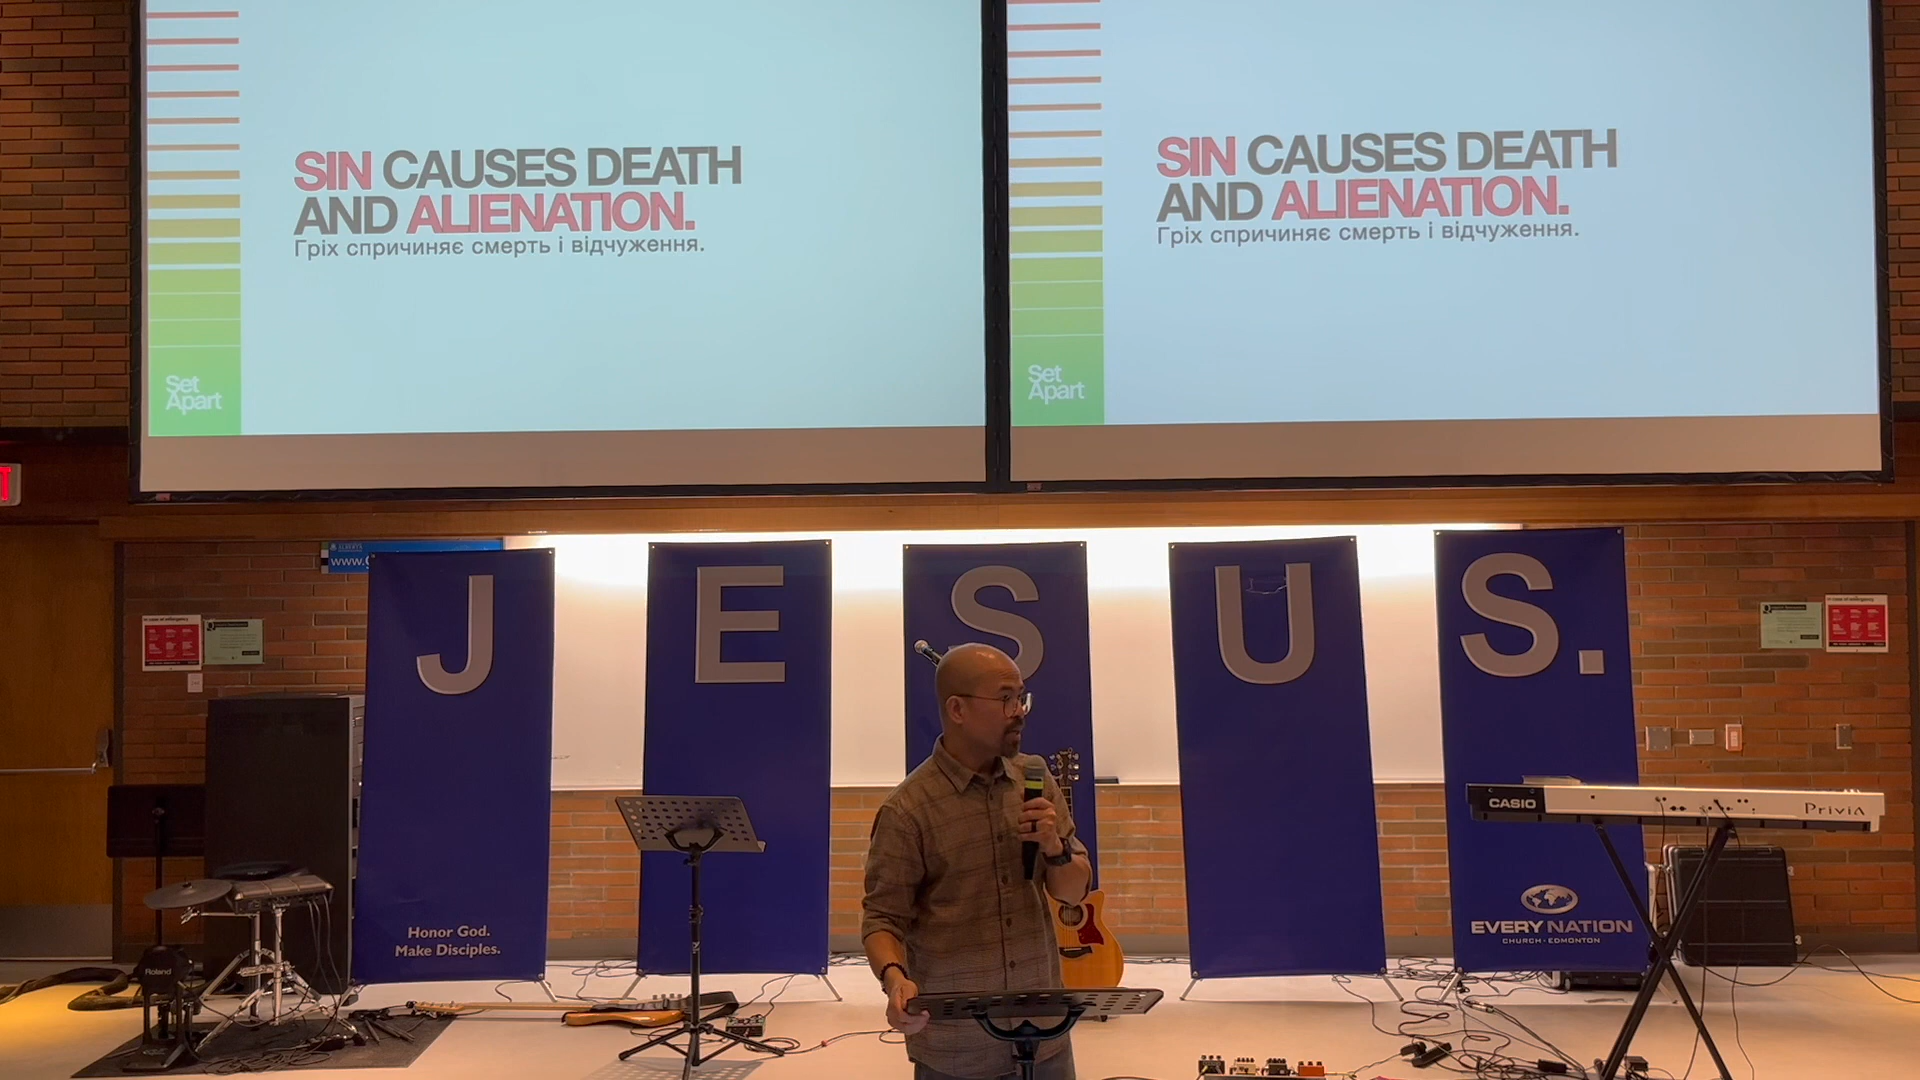 SIN CAUSES DEATH
AND ALIENATION.
Гріх спричиняє смерть і відчуження.
Set
Apart
SIN CAUSES DEATH
AND ALIENATION.
Гріх спричиняє смерть і відчуження.
Set
Apart
J E S U S.
Honor God.
Make Disciples.
EVERY NATION
CHURCH · EDMONTON
CASIO
Privia
Roland
www.